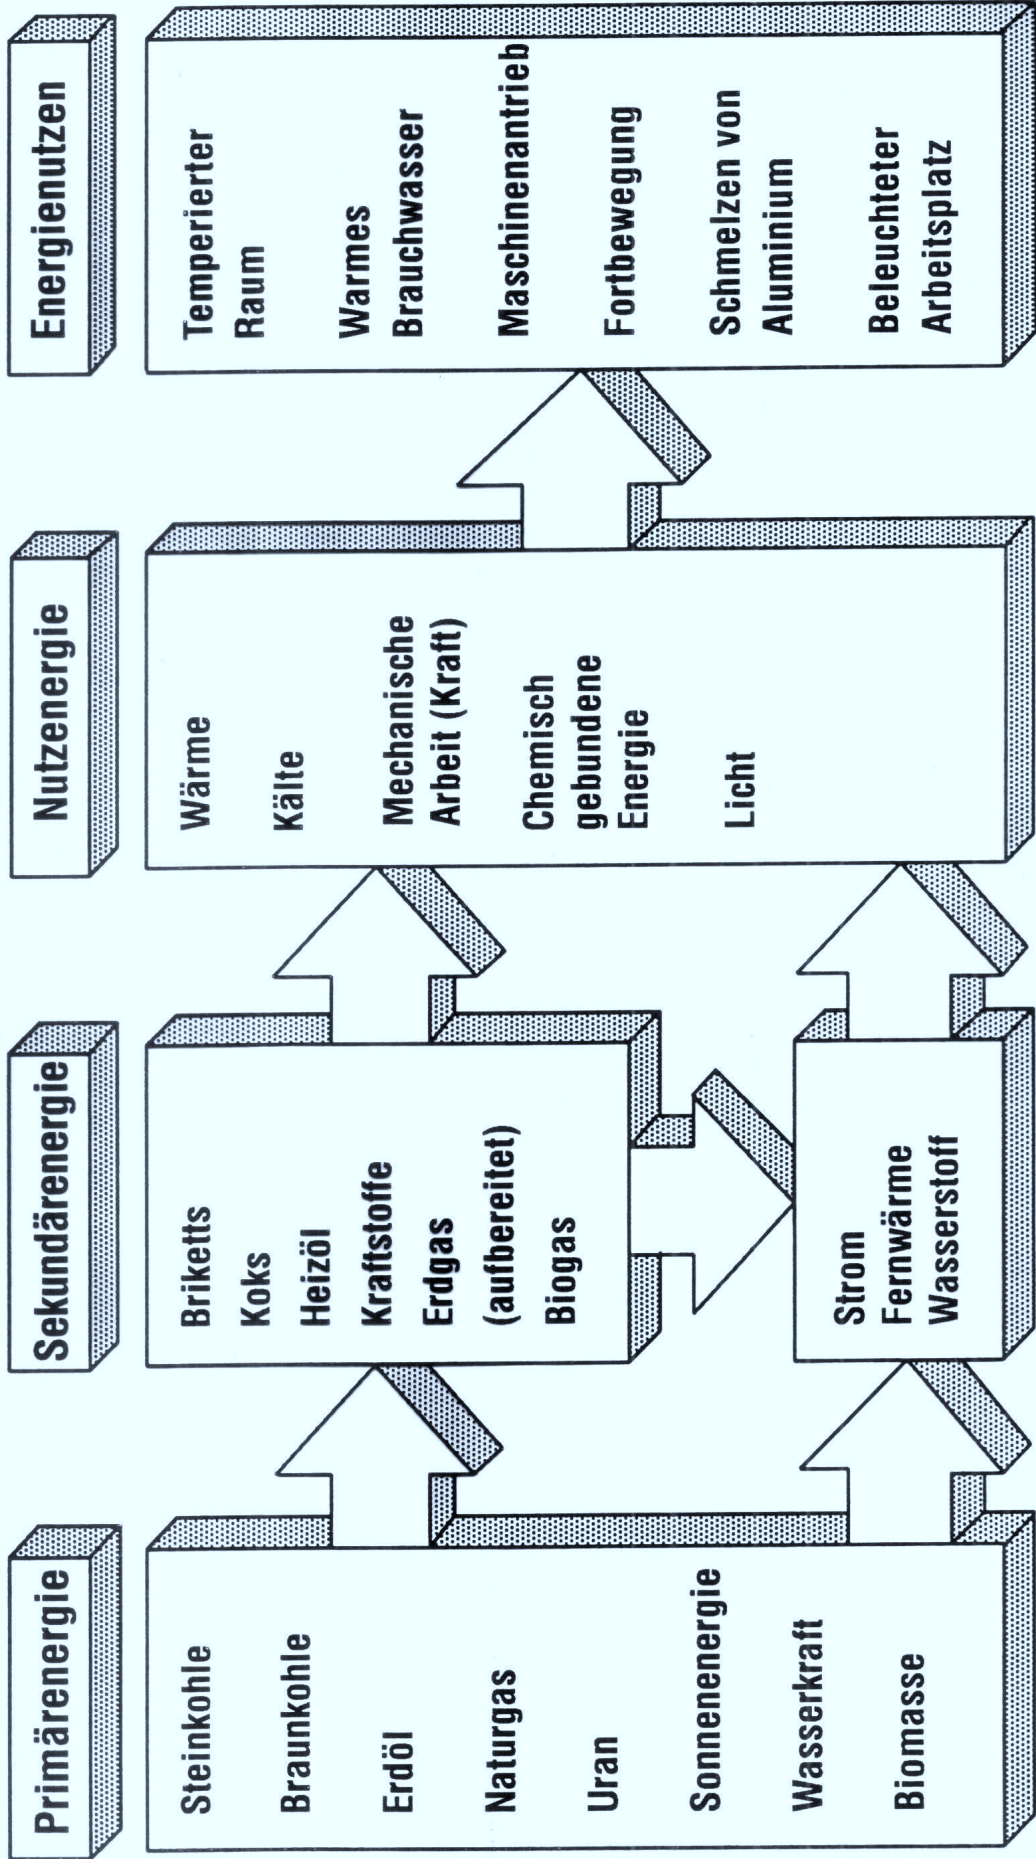 Primärenergie
Steinkohle
Braunkohle
Erdöl
Naturgas
Uran
Sonnenenergie
Wasserkraft
Biomasse
Sekundärenergie
Briketts
Koks
Heizöl
Kraftstoffe
Erdgas
(aufbereitet)
Biogas
Strom
Fernwärme
Wasserstoff
Nutzenergie
Wärme
Kälte
Mechanische
Arbeit (Kraft)
Chemisch
gebundene
Energie
Licht
Energienutzen
Temperierter
Raum
Warmes
Brauchwasser
Maschinenantrieb
Fortbewegung
Schmelzen von
Aluminium
Beleuchteter
Arbeitsplatz